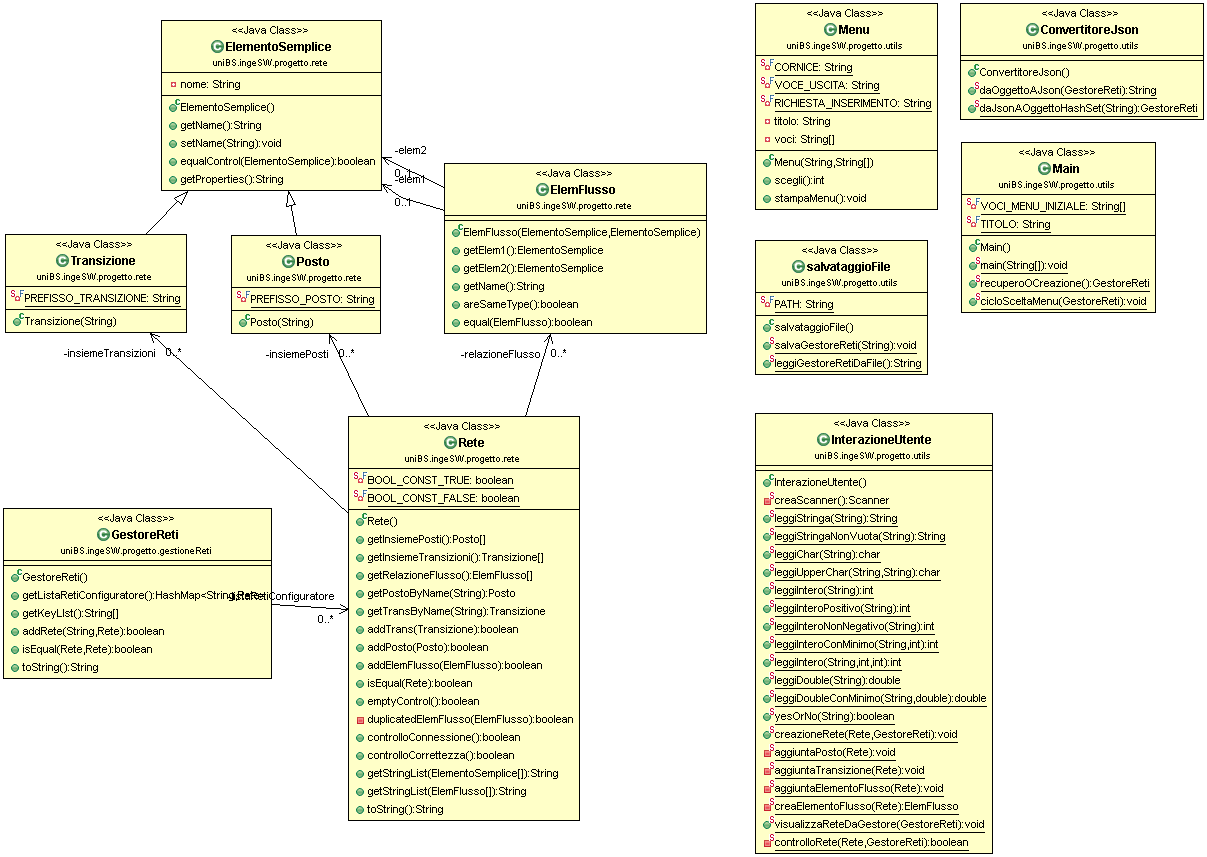 <<Java Class>>
ElementoSemplice
uniBS.ingeSW.progetto.rete
nome: String
ElementoSemplice()
getName():String
setName(String):void
equalControl(ElementoSemplice):boolean
getProperties():String
-elem2
0..1
-elem1
0..1
<<Java Class>>
ElemFlusso
uniBS.ingeSW.progetto.rete
ElemFlusso(ElementoSemplice,ElementoSemplice)
getElem1():ElementoSemplice
getElem2():ElementoSemplice
getName():String
areSameType():boolean
equal(ElemFlusso):boolean
<<Java Class>>
Transizione
uniBS.ingeSW.progetto.rete
PREFISSO_TRANSIZIONE: String
Transizione(String)
<<Java Class>>
Posto
uniBS.ingeSW.progetto.rete
PREFISSO_POSTO: String
Posto(String)
-insiemeTransizioni 0..*
-insiemePosti 0..*
-relazioneFlusso 0..*
<<Java Class>>
Rete
uniBS.ingeSW.progetto.rete
BOOL_CONST_TRUE: boolean
BOOL_CONST_FALSE: boolean
Rete()
getInsiemePosti():Posto[]
getInsiemeTransizioni():Transizione[]
getRelazioneFlusso():ElemFlusso[]
getPostoByName(String):Posto
getTransByName(String):Transizione
addTrans(Transizione):boolean
addPosto(Posto):boolean
addElemFlusso(ElemFlusso):boolean
isEqual(Rete):boolean
emptyControl():boolean
duplicatedElemFlusso(ElemFlusso):boolean
controlloConnessione():boolean
controlloCorrettezza():boolean
getStringList(ElementoSemplice[]):String
getStringList(ElemFlusso[]):String
toString():String
<<Java Class>>
GestoreReti
uniBS.ingeSW.progetto.gestioneReti
GestoreReti()
getListaRetiConfiguratore():HashMap<String,Rete>
getKeyLIst():String[]
addRete(String,Rete):boolean
isEqual(Rete,Rete):boolean
toString():String
-listaRetiConfiguratore
0..*
<<Java Class>>
Menu
uniBS.ingeSW.progetto.utils
CORNICE: String
VOCE_USCITA: String
RICHIESTA_INSERIMENTO: String
titolo: String
voci: String[]
Menu(String,String[])
scegli():int
stampaMenu():void
<<Java Class>>
ConvertitoreJson
uniBS.ingeSW.progetto.utils
ConvertitoreJson()
daOggettoAJson(GestoreReti):String
daJsonAOggettoHashSet(String):GestoreReti
<<Java Class>>
Main
uniBS.ingeSW.progetto.utils
VOCI_MENU_INIZIALE: String[]
TITOLO: String
Main()
main(String[]):void
recuperoOCreazione():GestoreReti
cicloSceltaMenu(GestoreReti):void
<<Java Class>>
salvataggioFile
uniBS.ingeSW.progetto.utils
PATH: String
salvataggioFile()
salvaGestoreReti(String):void
leggiGestoreRetiDaFile():String
<<Java Class>>
InterazioneUtente
uniBS.ingeSW.progetto.utils
InterazioneUtente()
creaScanner():Scanner
leggiStringa(String):String
leggiStringaNonVuota(String):String
leggiChar(String):char
leggiUpperChar(String,String):char
leggiIntero(String):int
leggiInteroPositivo(String):int
leggiInteroNonNegativo(String):int
leggiInteroConMinimo(String,int):int
leggiIntero(String,int,int):int
leggiDouble(String):double
leggiDoubleConMinimo(String,double):double
yesOrNo(String):boolean
creazioneRete(Rete,GestoreReti):void
aggiuntaPosto(Rete):void
aggiuntaTransizione(Rete):void
aggiuntaElementoFlusso(Rete):void
creaElementoFlusso(Rete):ElemFlusso
visualizzaReteDaGestore(GestoreReti):void
controlloRete(Rete,GestoreReti):boolean